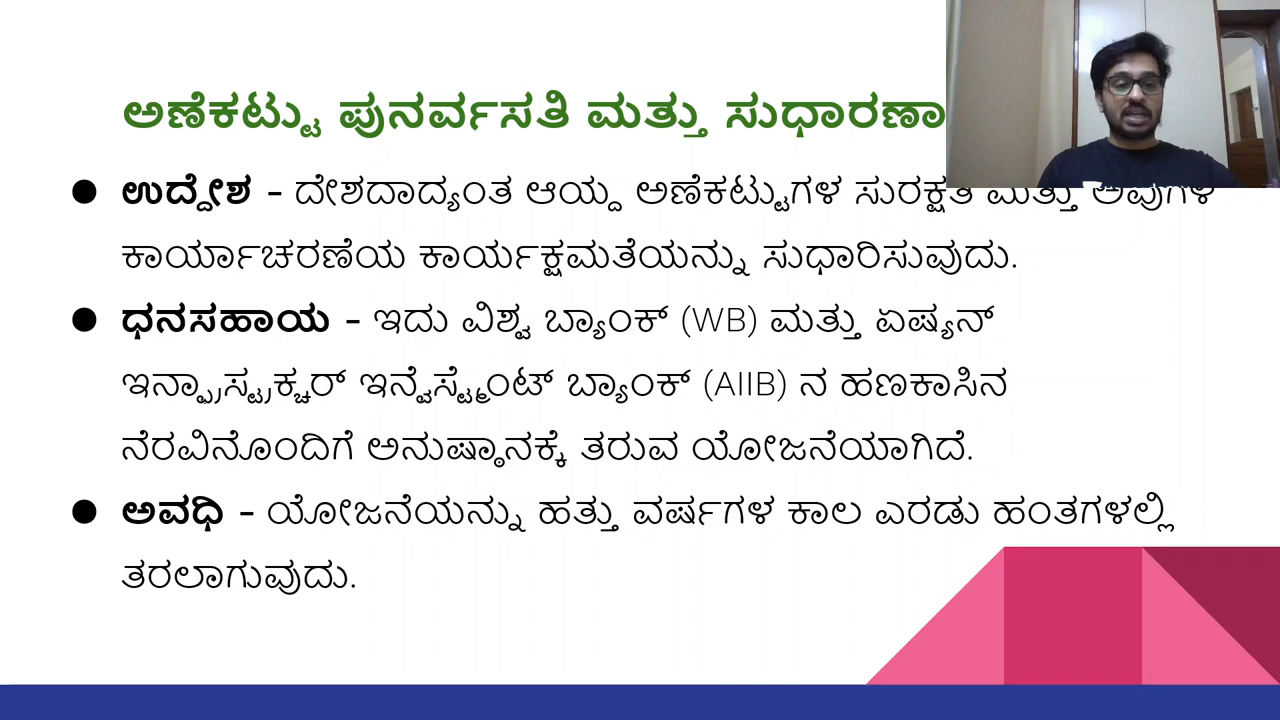 ಅಣೆಕಟ್ಟು ಪುನರ್ವಸತಿ ಮತ್ತು ಸುಧಾರಣಾ
● ಉದ್ದೇಶ - ದೇಶದಾದ್ಯಂತ ಆಯ್ದ ಅಣೆಕಟ್ಟುಗಳ ಸುರಕ್ಷತೆ ಮತ್ತು ಅವುಗಳ
ಕಾರ್ಯಾಚರಣೆಯ ಕಾರ್ಯಕ್ಷಮತೆಯನ್ನು ಸುಧಾರಿಸುವುದು.
● ಧನಸಹಾಯ - ಇದು ವಿಶ್ವ ಬ್ಯಾಂಕ್ (WB) ಮತ್ತು ಏಷ್ಯನ್
ಇನ್ಫ್ರಾಸ್ಟ್ರಕ್ಚರ್ ಇನ್ವೆಸ್ಟ್ಮೆಂಟ್ ಬ್ಯಾಂಕ್ (AIIB) ನ ಹಣಕಾಸಿನ
ನೆರವಿನೊಂದಿಗೆ ಅನುಷ್ಠಾನಕ್ಕೆ ತರುವ ಯೋಜನೆಯಾಗಿದೆ.
● ಅವಧಿ - ಯೋಜನೆಯನ್ನು ಹತ್ತು ವರ್ಷಗಳ ಕಾಲ ಎರಡು ಹಂತಗಳಲ್ಲಿ
ತರಲಾಗುವುದು.